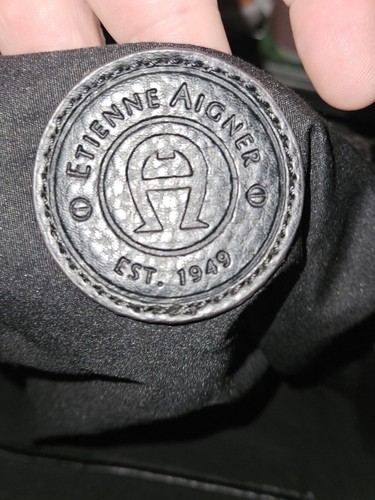 ETIENNE AIGNER
A
EST. 1949